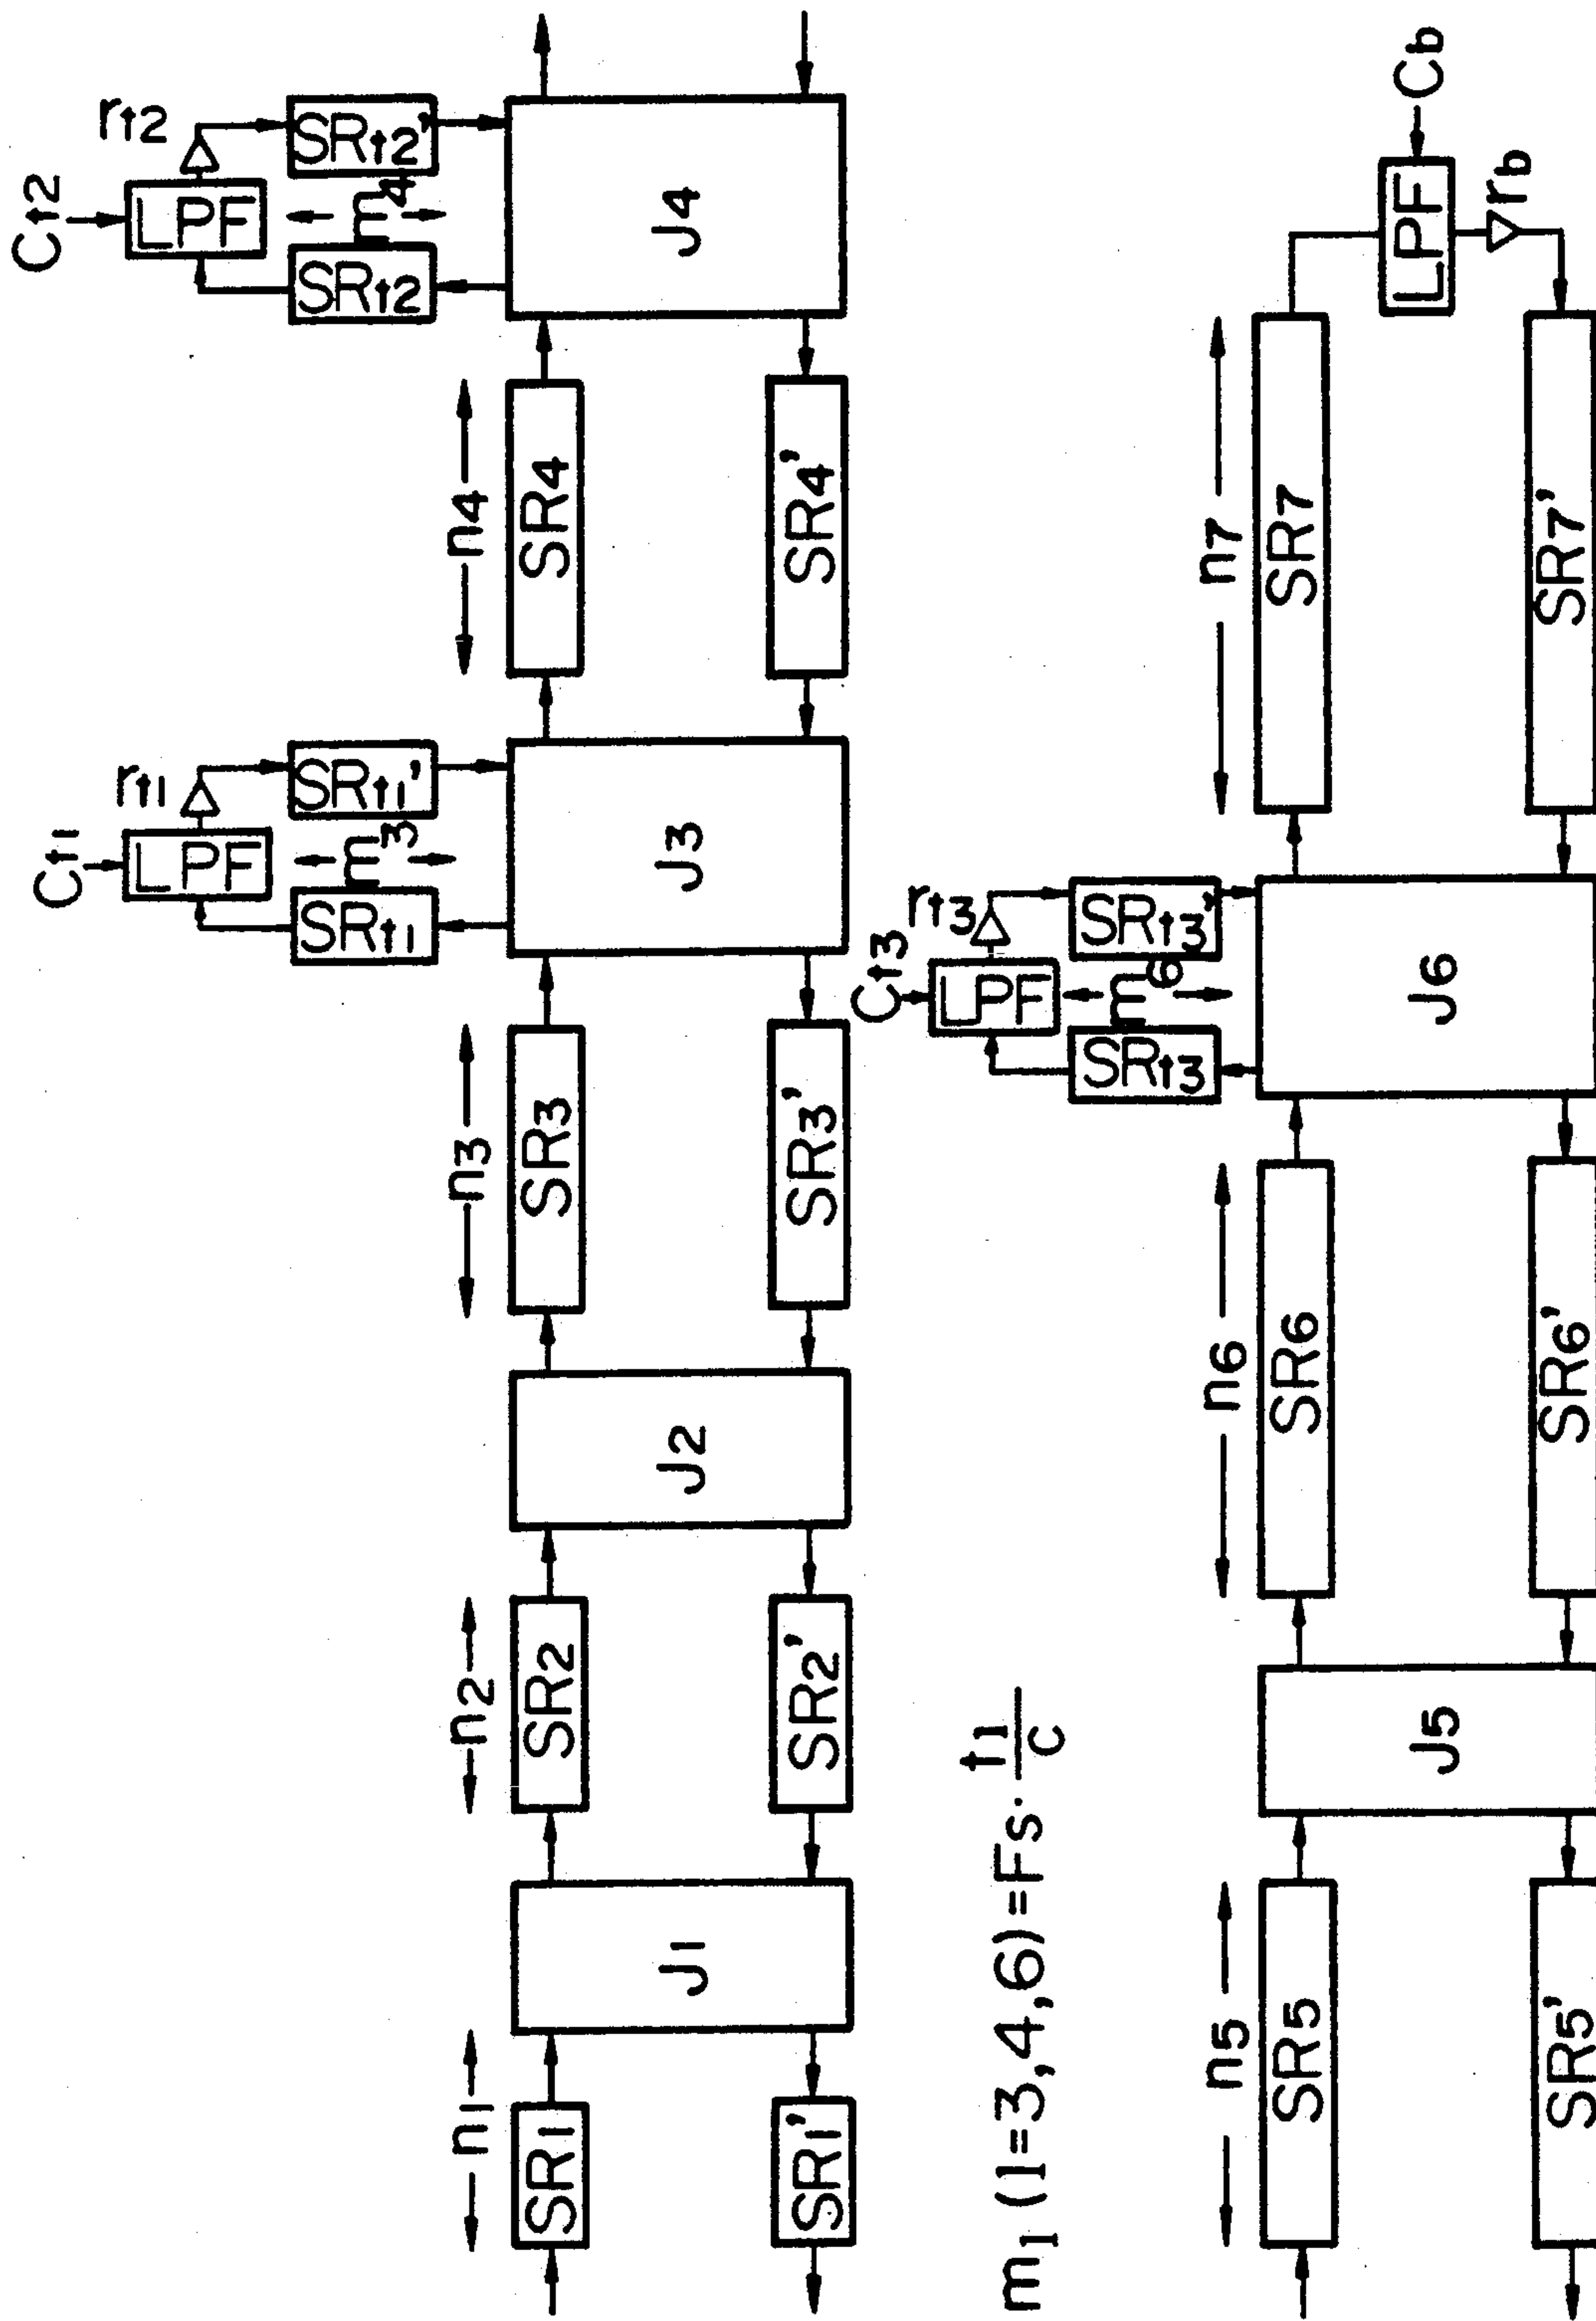 Ct1
Ct2
rt1
rt2
LPF
LPF
SRt1
m3
SRt1'
SRt2
m4
SRt2'
n1
n2
n3
n4
SR1
SR2
SR3
SR4
J1
J2
J3
J4
SR1'
SR2'
SR3'
SR4'
m1 (l=3,4,6)=Fs·t1/c
Ct3
rt3
LPF
SRt3
m6
SRt3'
n5
n6
n7
SR5
SR6
SR7
J5
J6
LPF
Cb
rb
SR5'
SR6'
SR7'